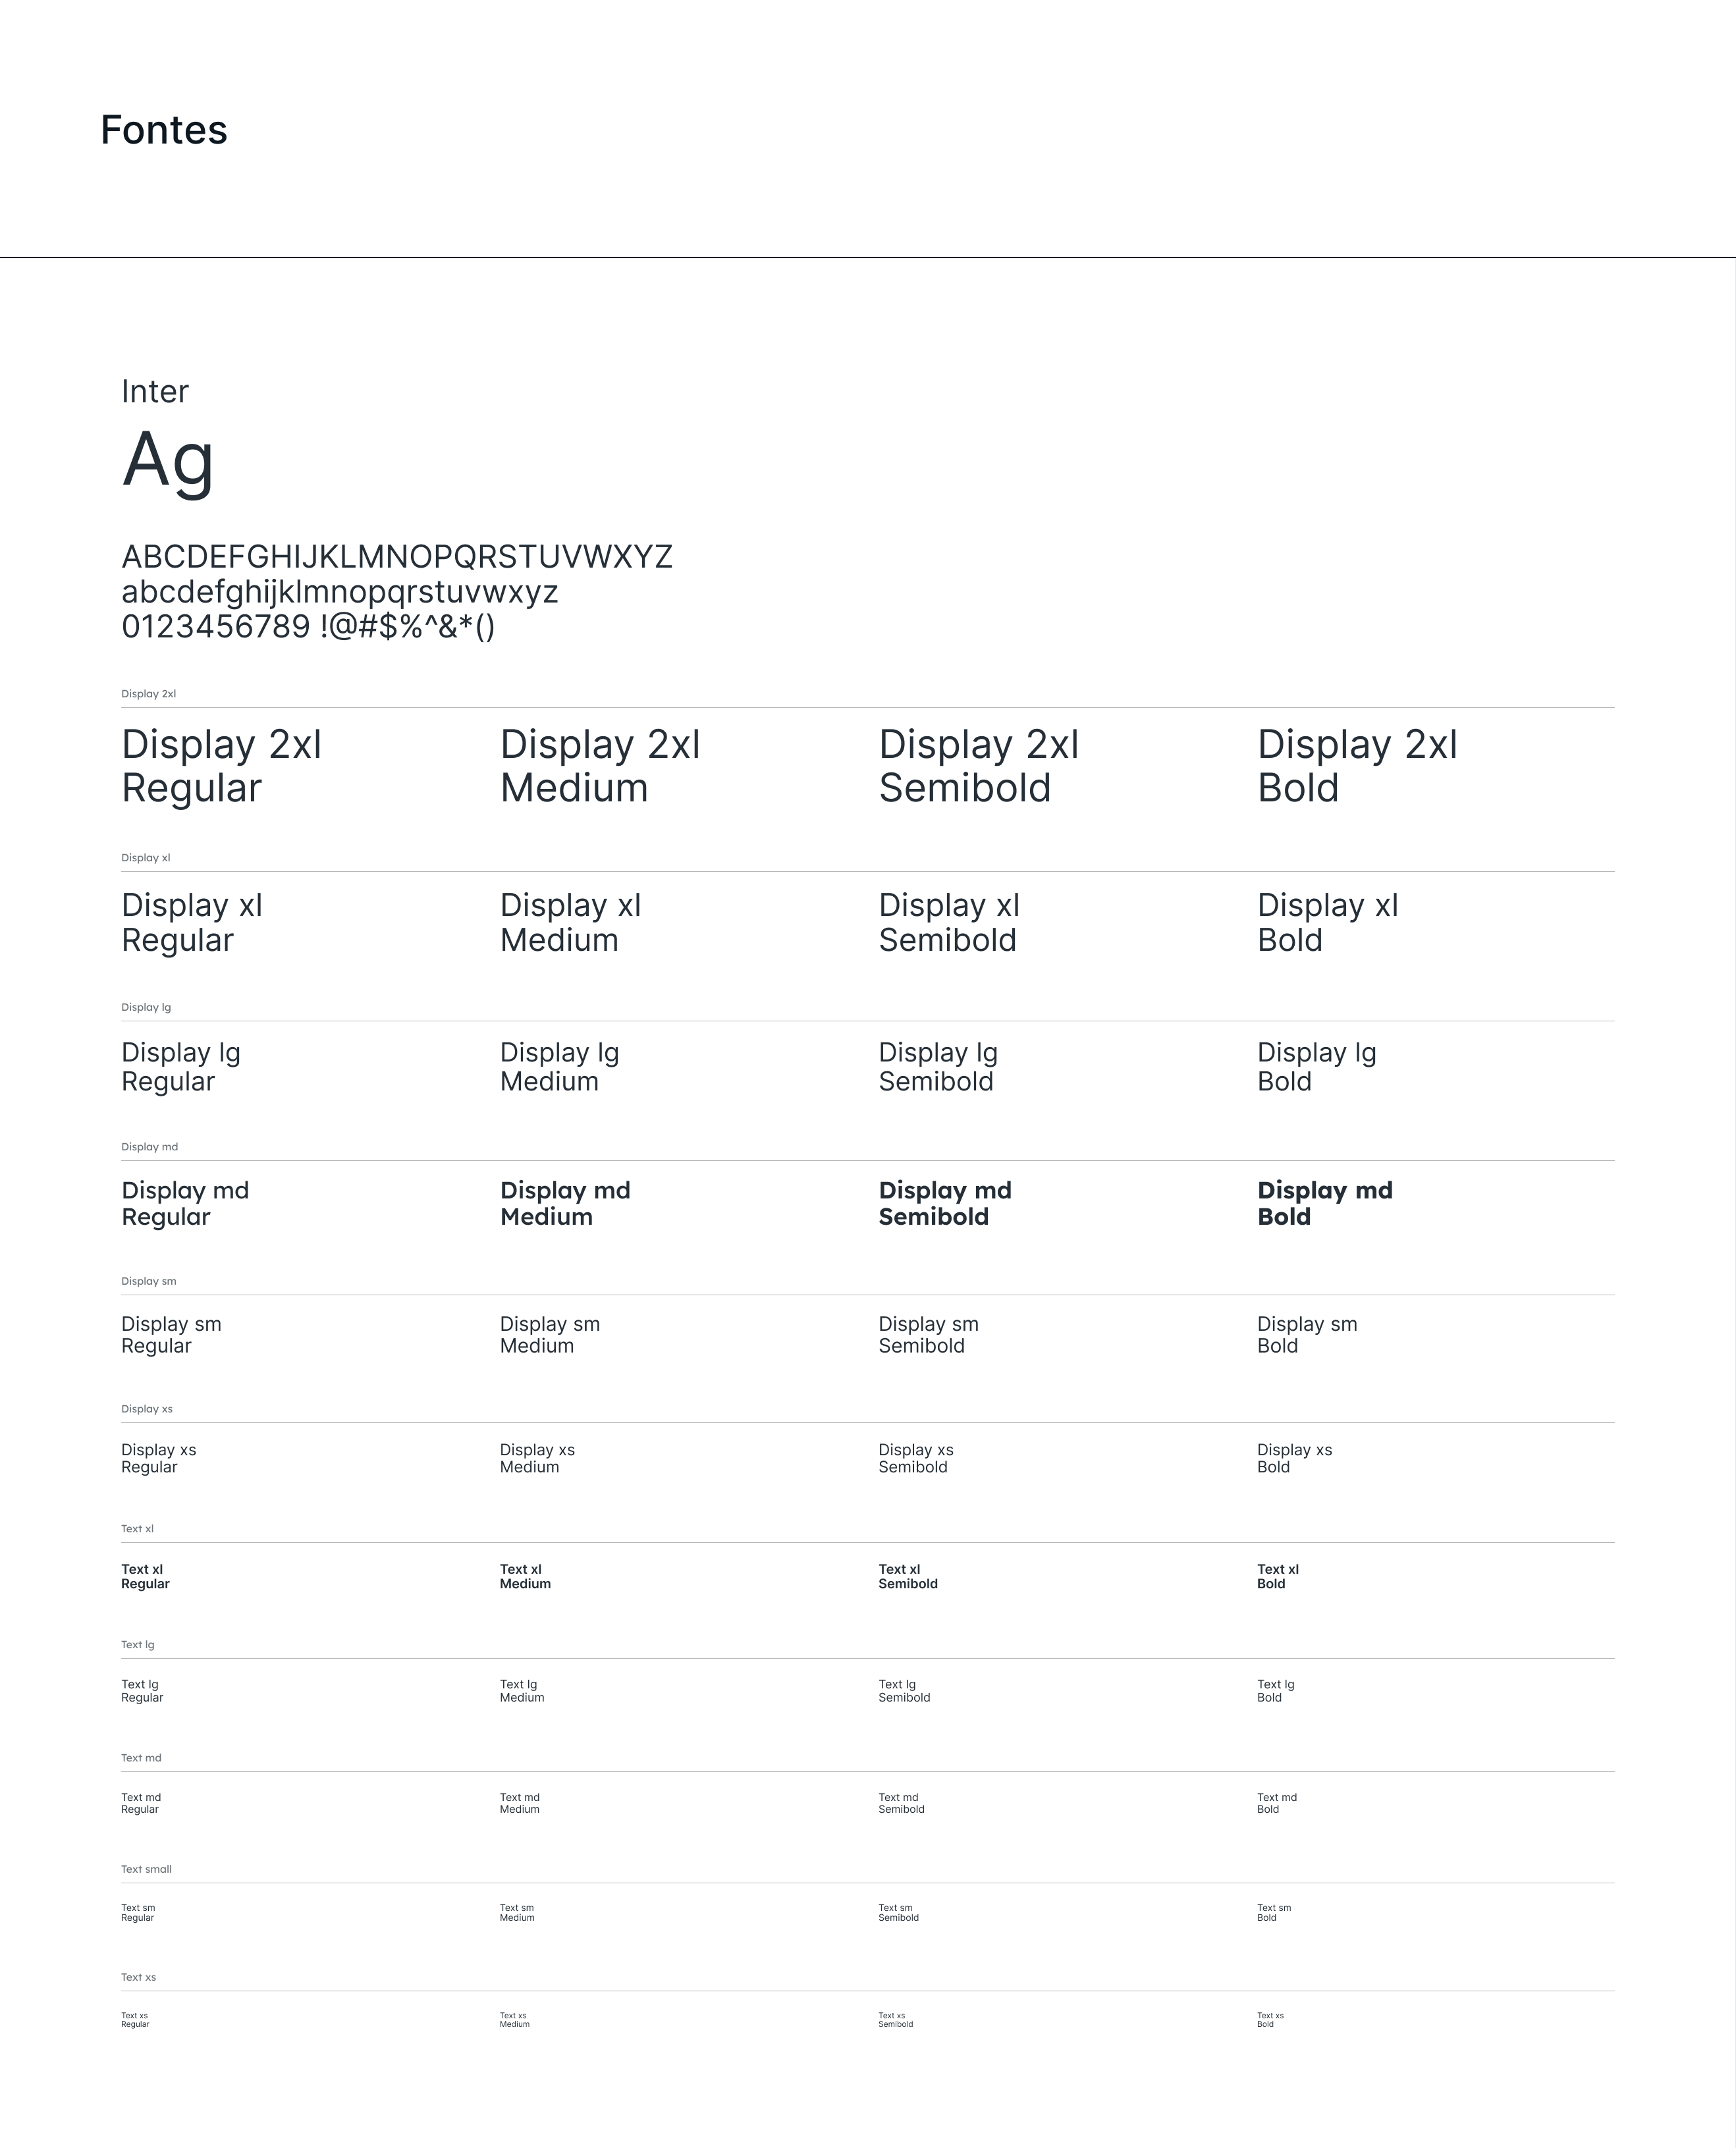 Fontes
Inter
Ag
ABCDEFGHIJKLMNOPQRSTUVWXYZ
abcdefghijklmnopqrstuvwxyz
0123456789 !@#$%^&*()
Display 2xl
Display 2xl
Regular
Display 2xl
Medium
Display 2xl
Semibold
Display 2xl
Bold
Display xl
Display xl
Regular
Display xl
Medium
Display xl
Semibold
Display xl
Bold
Display lg
Display lg
Regular
Display lg
Medium
Display lg
Semibold
Display lg
Bold
Display md
Display md
Regular
Display md
Medium
Display md
Semibold
Display md
Bold
Display sm
Display sm
Regular
Display sm
Medium
Display sm
Semibold
Display sm
Bold
Display xs
Display xs
Regular
Display xs
Medium
Display xs
Semibold
Display xs
Bold
Text xl
Text xl
Regular
Text xl
Medium
Text xl
Semibold
Text xl
Bold
Text lg
Text lg
Regular
Text lg
Medium
Text lg
Semibold
Text lg
Bold
Text md
Text md
Regular
Text md
Medium
Text md
Semibold
Text md
Bold
Text small
Text sm
Regular
Text sm
Medium
Text sm
Semibold
Text sm
Bold
Text xs
Text xs
Regular
Text xs
Medium
Text xs
Semibold
Text xs
Bold